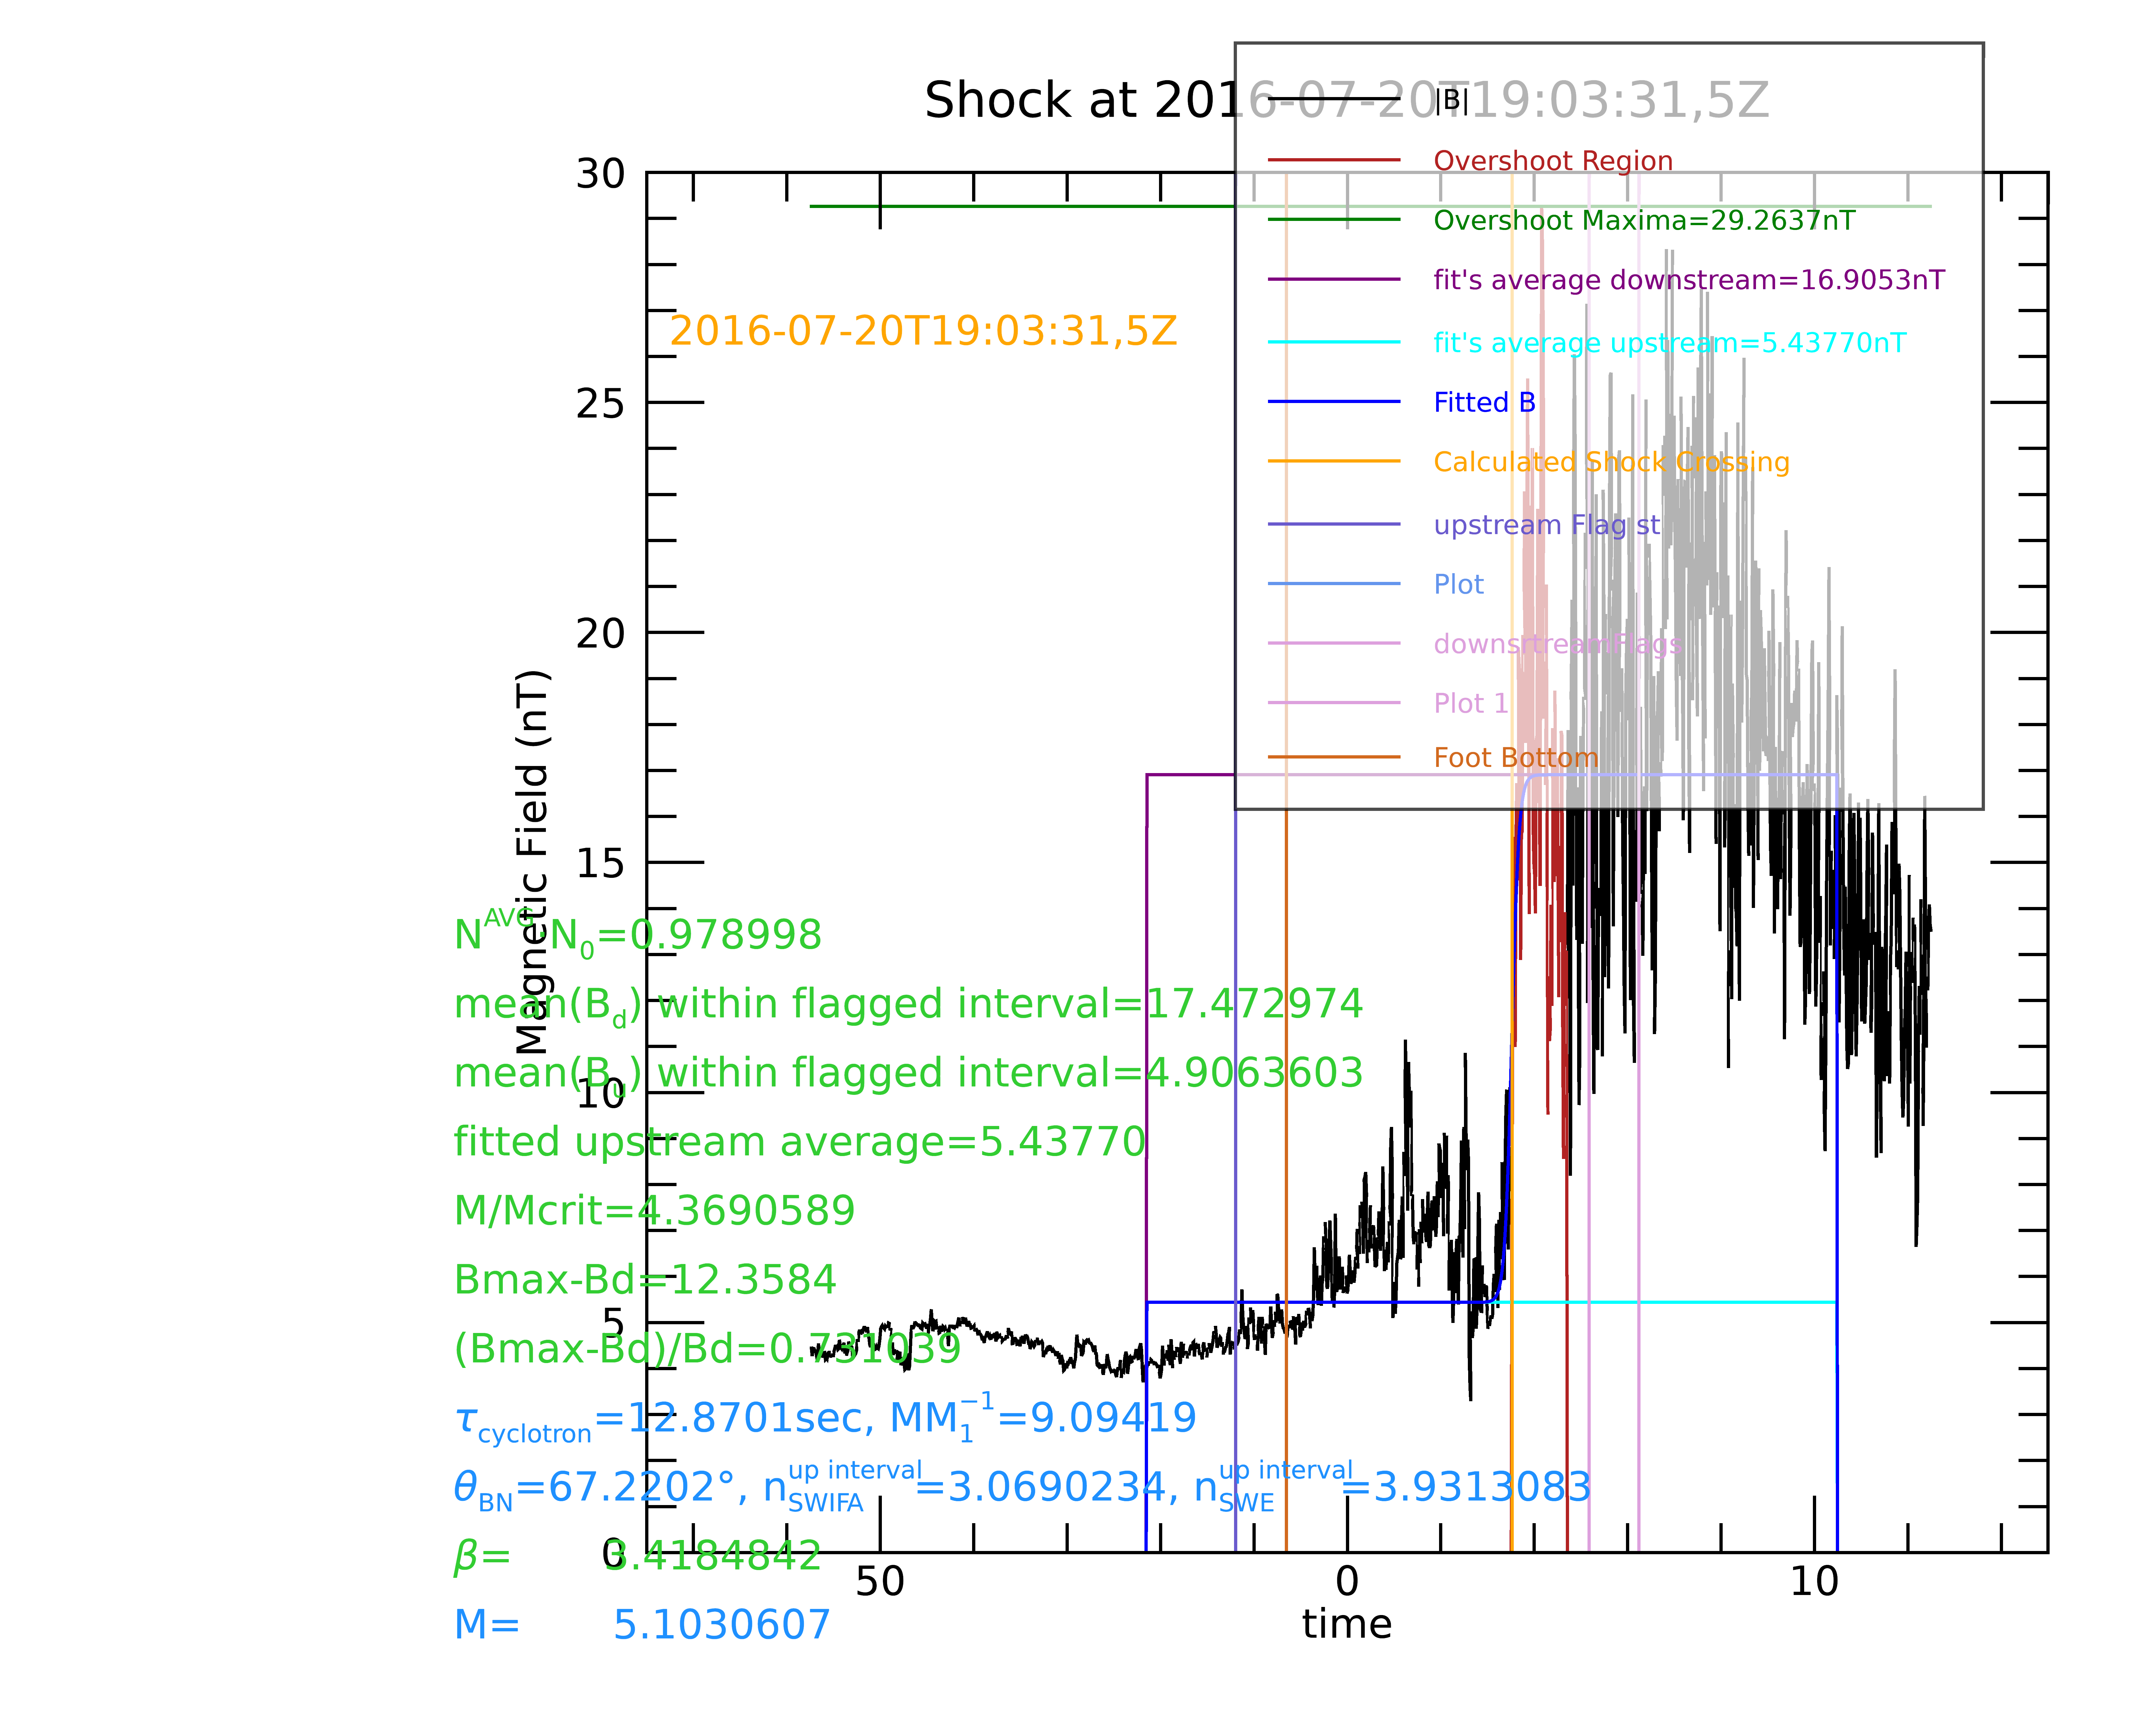 Shock at 2016-07-20T19:03:31,5Z
|B|
Overshoot Region
Overshoot Maxima=29.2637nT
fit's average downstream=16.9053nT
fit's average upstream=5.43770nT
Fitted B
Calculated Shock Crossing
upstream Flag st
Plot
downsrtreamFlags
Plot 1
Foot Bottom
2016-07-20T19:03:31,5Z
30
25
20
15
10
5
0
Magnetic Field (nT)
N^AVG·N_0=0.978998
mean(B_d) within flagged interval=17.472974
mean(B_u) within flagged interval=4.9063603
fitted upstream average=5.43770
M/Mcrit=4.3690589
Bmax-Bd=12.3584
(Bmax-Bd)/Bd=0.731039
τ_cyclotron=12.8701sec, MM_1^−1=9.09419
θ_BN=67.2202°, n_SWIFA^up interval=3.0690234, n_SWE^up interval=3.9313083
β= 3.4184842
M= 5.1030607
50 0 10
time